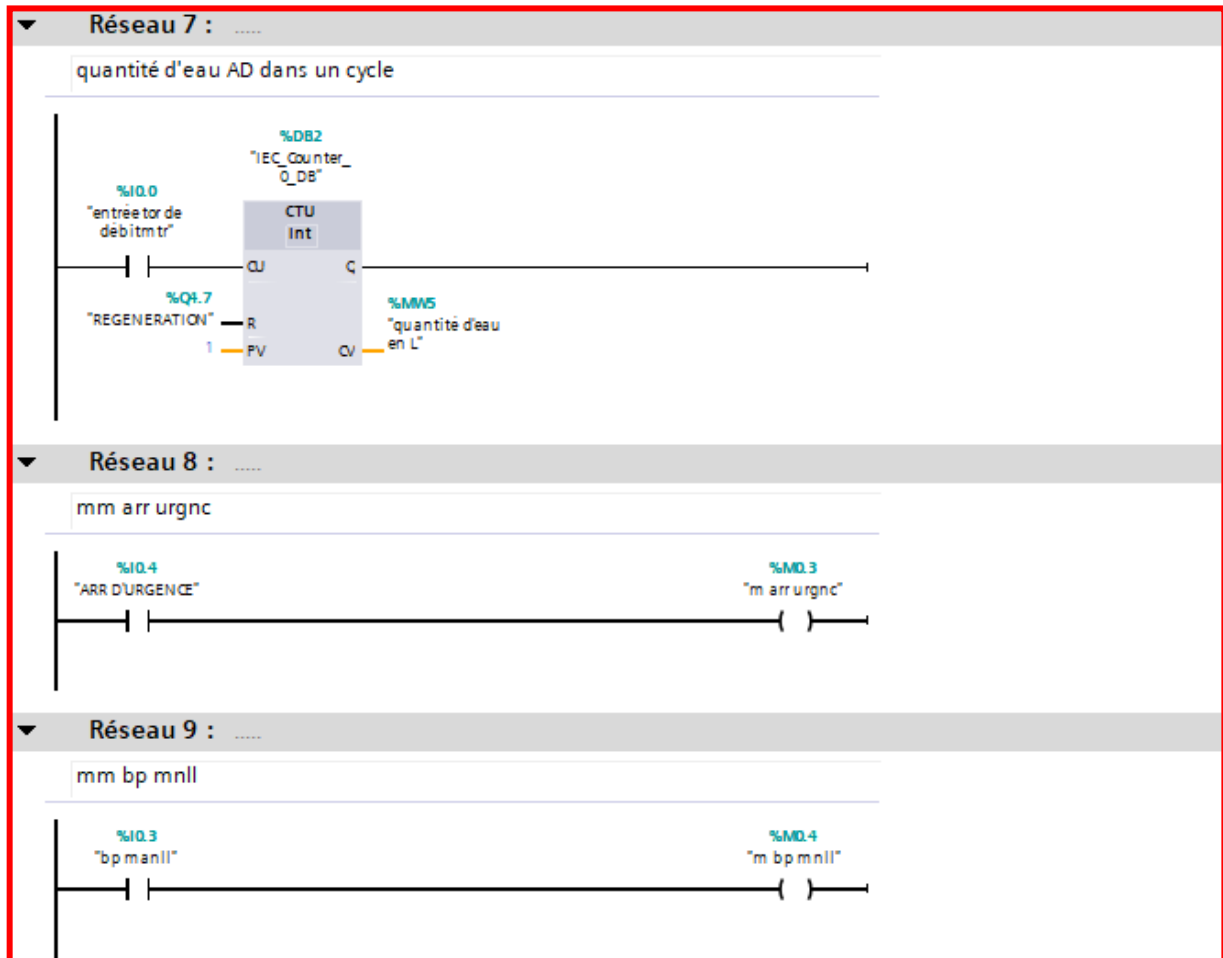 Réseau 7 : .....
quantité d'eau AD dans un cycle
%DB2
"IEC_Counter_
0_DB"
%I0.0
"entrée tor de
débitmtr"
CTU
Int
CU
Q
%Q4.7
"REGENERATION"
R
%MW5
"quantité d'eau
en L"
1
PV
CV
Réseau 8 : .....
mm arr urgnc
%I0.4
"ARR D'URGENCE"
%M0.3
"m arr urgnc"
Réseau 9 : .....
mm bp mnll
%I0.3
"bp manll"
%M0.4
"m bp mnll"